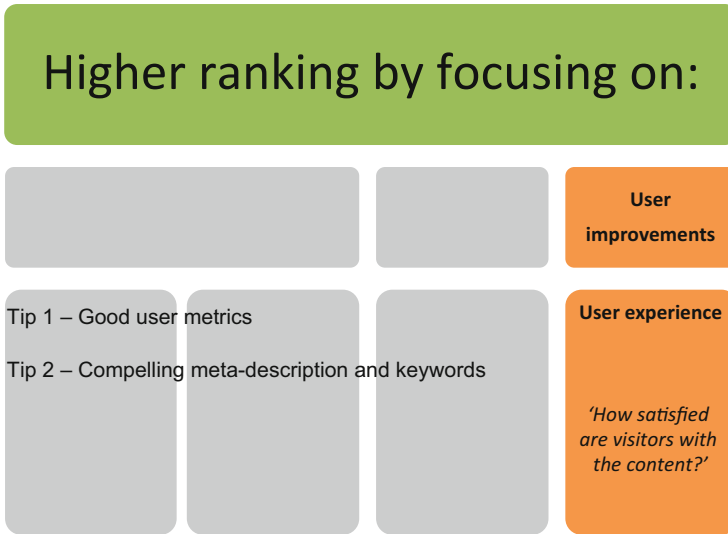 Higher ranking by focusing on:
User
improvements
Tip 1 – Good user metrics
Tip 2 – Compelling meta-description and keywords
User experience
‘How satisfied
are visitors with
the content?’